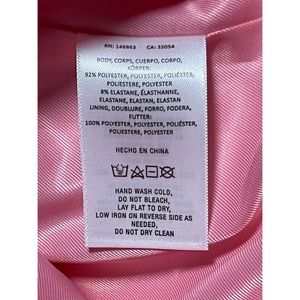 RN: 146863 CA: 32054
BODY, CORPS, CUERPO, CORPO,
KÖRPER:
92% POLYESTER, POLYESTER, POLIÉSTER,
POLIESTERE, POLYESTER
8% ELASTANE, ÉLASTHANNE,
ELASTANE, ELASTAN, ELASTAN
LINING, DOUBLURE, FORRO, FODERA,
FUTTER:
100% POLYESTER, POLYESTER, POLIÉSTER,
POLIESTERE, POLYESTER
HECHO EN CHINA
HAND WASH COLD,
DO NOT BLEACH,
LAY FLAT TO DRY,
LOW IRON ON REVERSE SIDE AS
NEEDED,
DO NOT DRY CLEAN